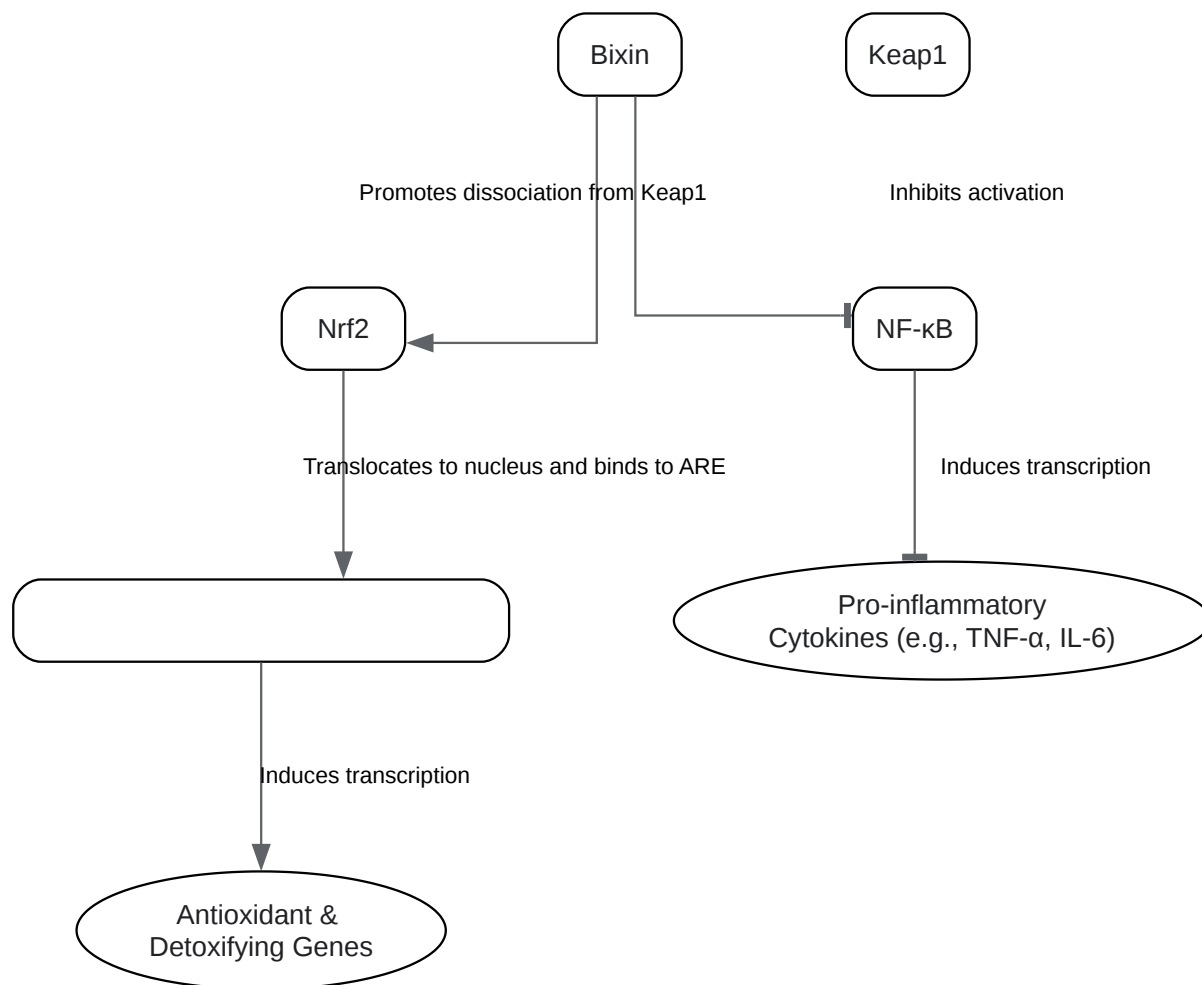 Bixin
Keap1
Promotes dissociation from Keap1
Inhibits activation
Nrf2
NF-κB
Translocates to nucleus and binds to ARE
Induces transcription
Pro-inflammatory
Cytokines (e.g., TNF-α, IL-6)
Induces transcription
Antioxidant &
Detoxifying Genes